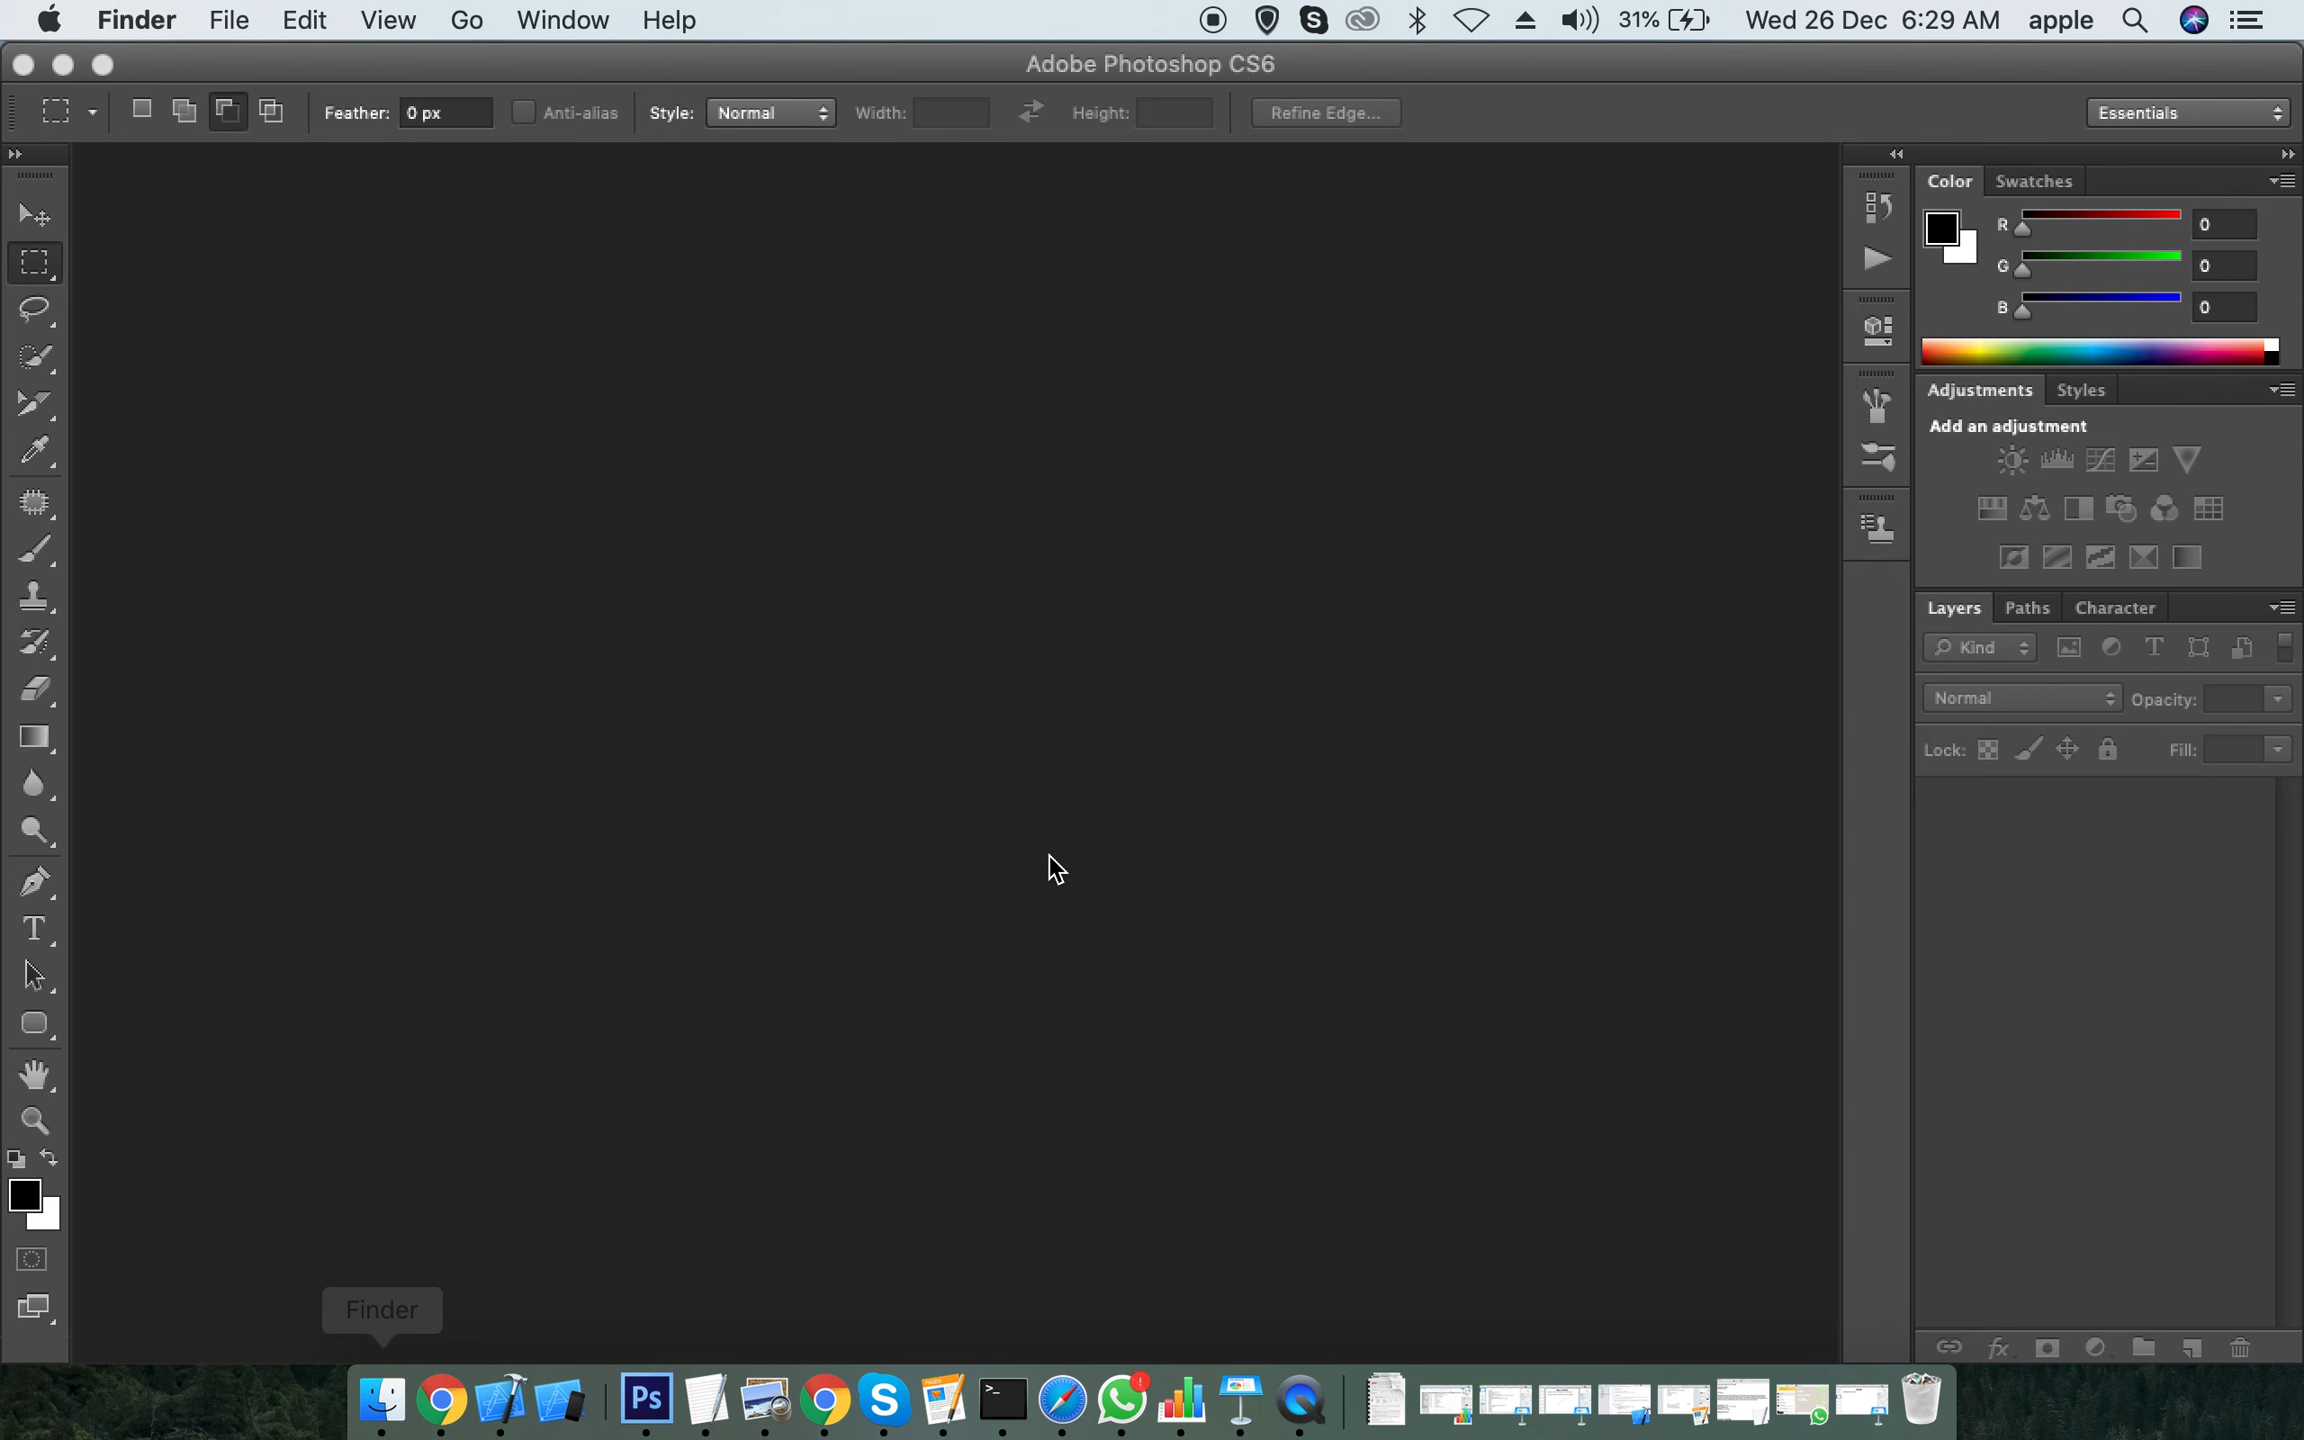 Finder File Edit View Go Window Help 31% Wed 26 Dec 6:29 AM apple
Adobe Photoshop CS6
Feather: 0 px Anti-alias Style: Normal Width: Height: Refine Edge... Essentials
Color Swatches
R 0
G 0
B 0
Adjustments Styles
Add an adjustment
Layers Paths Character
Kind
Normal Opacity:
Lock: Fill:
Finder
Ps